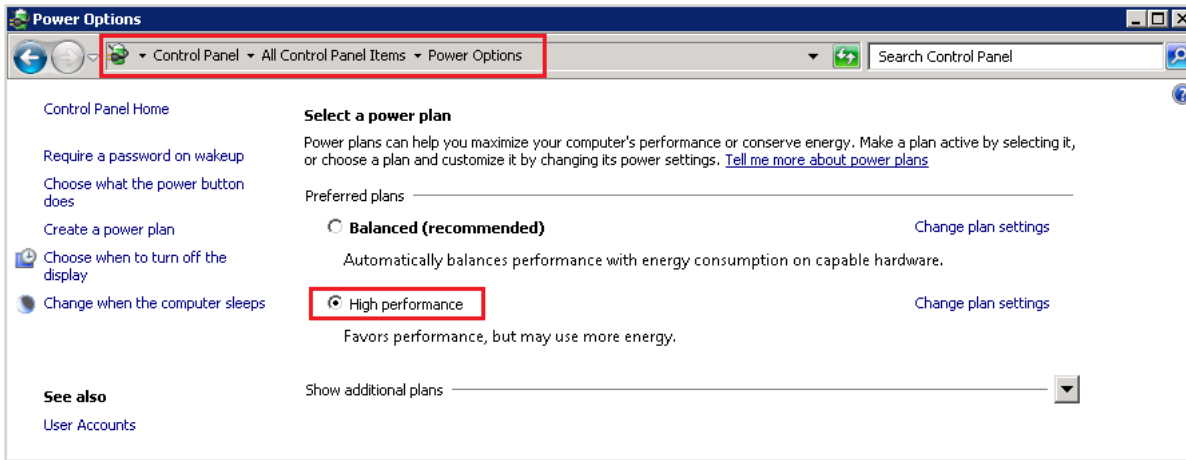 Power Options
Control Panel All Control Panel Items Power Options
Search Control Panel
Control Panel Home
Require a password on wakeup
Choose what the power button
does
Create a power plan
Choose when to turn off the
display
Change when the computer sleeps
See also
User Accounts
Select a power plan
Power plans can help you maximize your computer's performance or conserve energy. Make a plan active by selecting it,
or choose a plan and customize it by changing its power settings. Tell me more about power plans
Preferred plans
Balanced (recommended) Change plan settings
Automatically balances performance with energy consumption on capable hardware.
High performance Change plan settings
Favors performance, but may use more energy.
Show additional plans